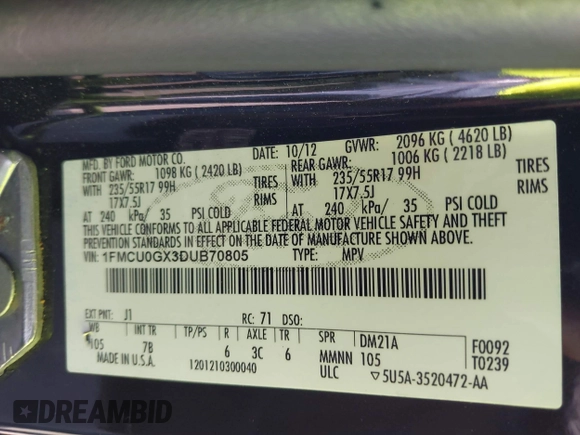 MFD. BY FORD MOTOR CO.
DATE: 10/12 GVWR: 2096 KG ( 4620 LB)
FRONT GAWR: 1098 KG ( 2420 LB)
REAR GAWR: 1006 KG ( 2218 LB)
WITH 235/55R17 99H TIRES
WITH 235/55R17 99H TIRES
17X7.5J RIMS
17X7.5J RIMS
AT 240 kPa/ 35 PSI COLD
AT 240 kPa/ 35 PSI COLD
THIS VEHICLE CONFORMS TO ALL APPLICABLE FEDERAL MOTOR VEHICLE SAFETY AND THEFT
PREVENTION STANDARDS IN EFFECT ON THE DATE OF MANUFACTURE SHOWN ABOVE.
VIN: 1FMCU0GX3DUB70805 TYPE: MPV
EXT PNT: J1 RC: 71 DSO:
WB INT TR TP/PS R AXLE TR SPR DM21A F0092
105 7B 6 3C 6 MMNN 105 T0239
MADE IN U.S.A. 1201210300040 ULC ▽5U5A-3520472-AA
DREAMBID